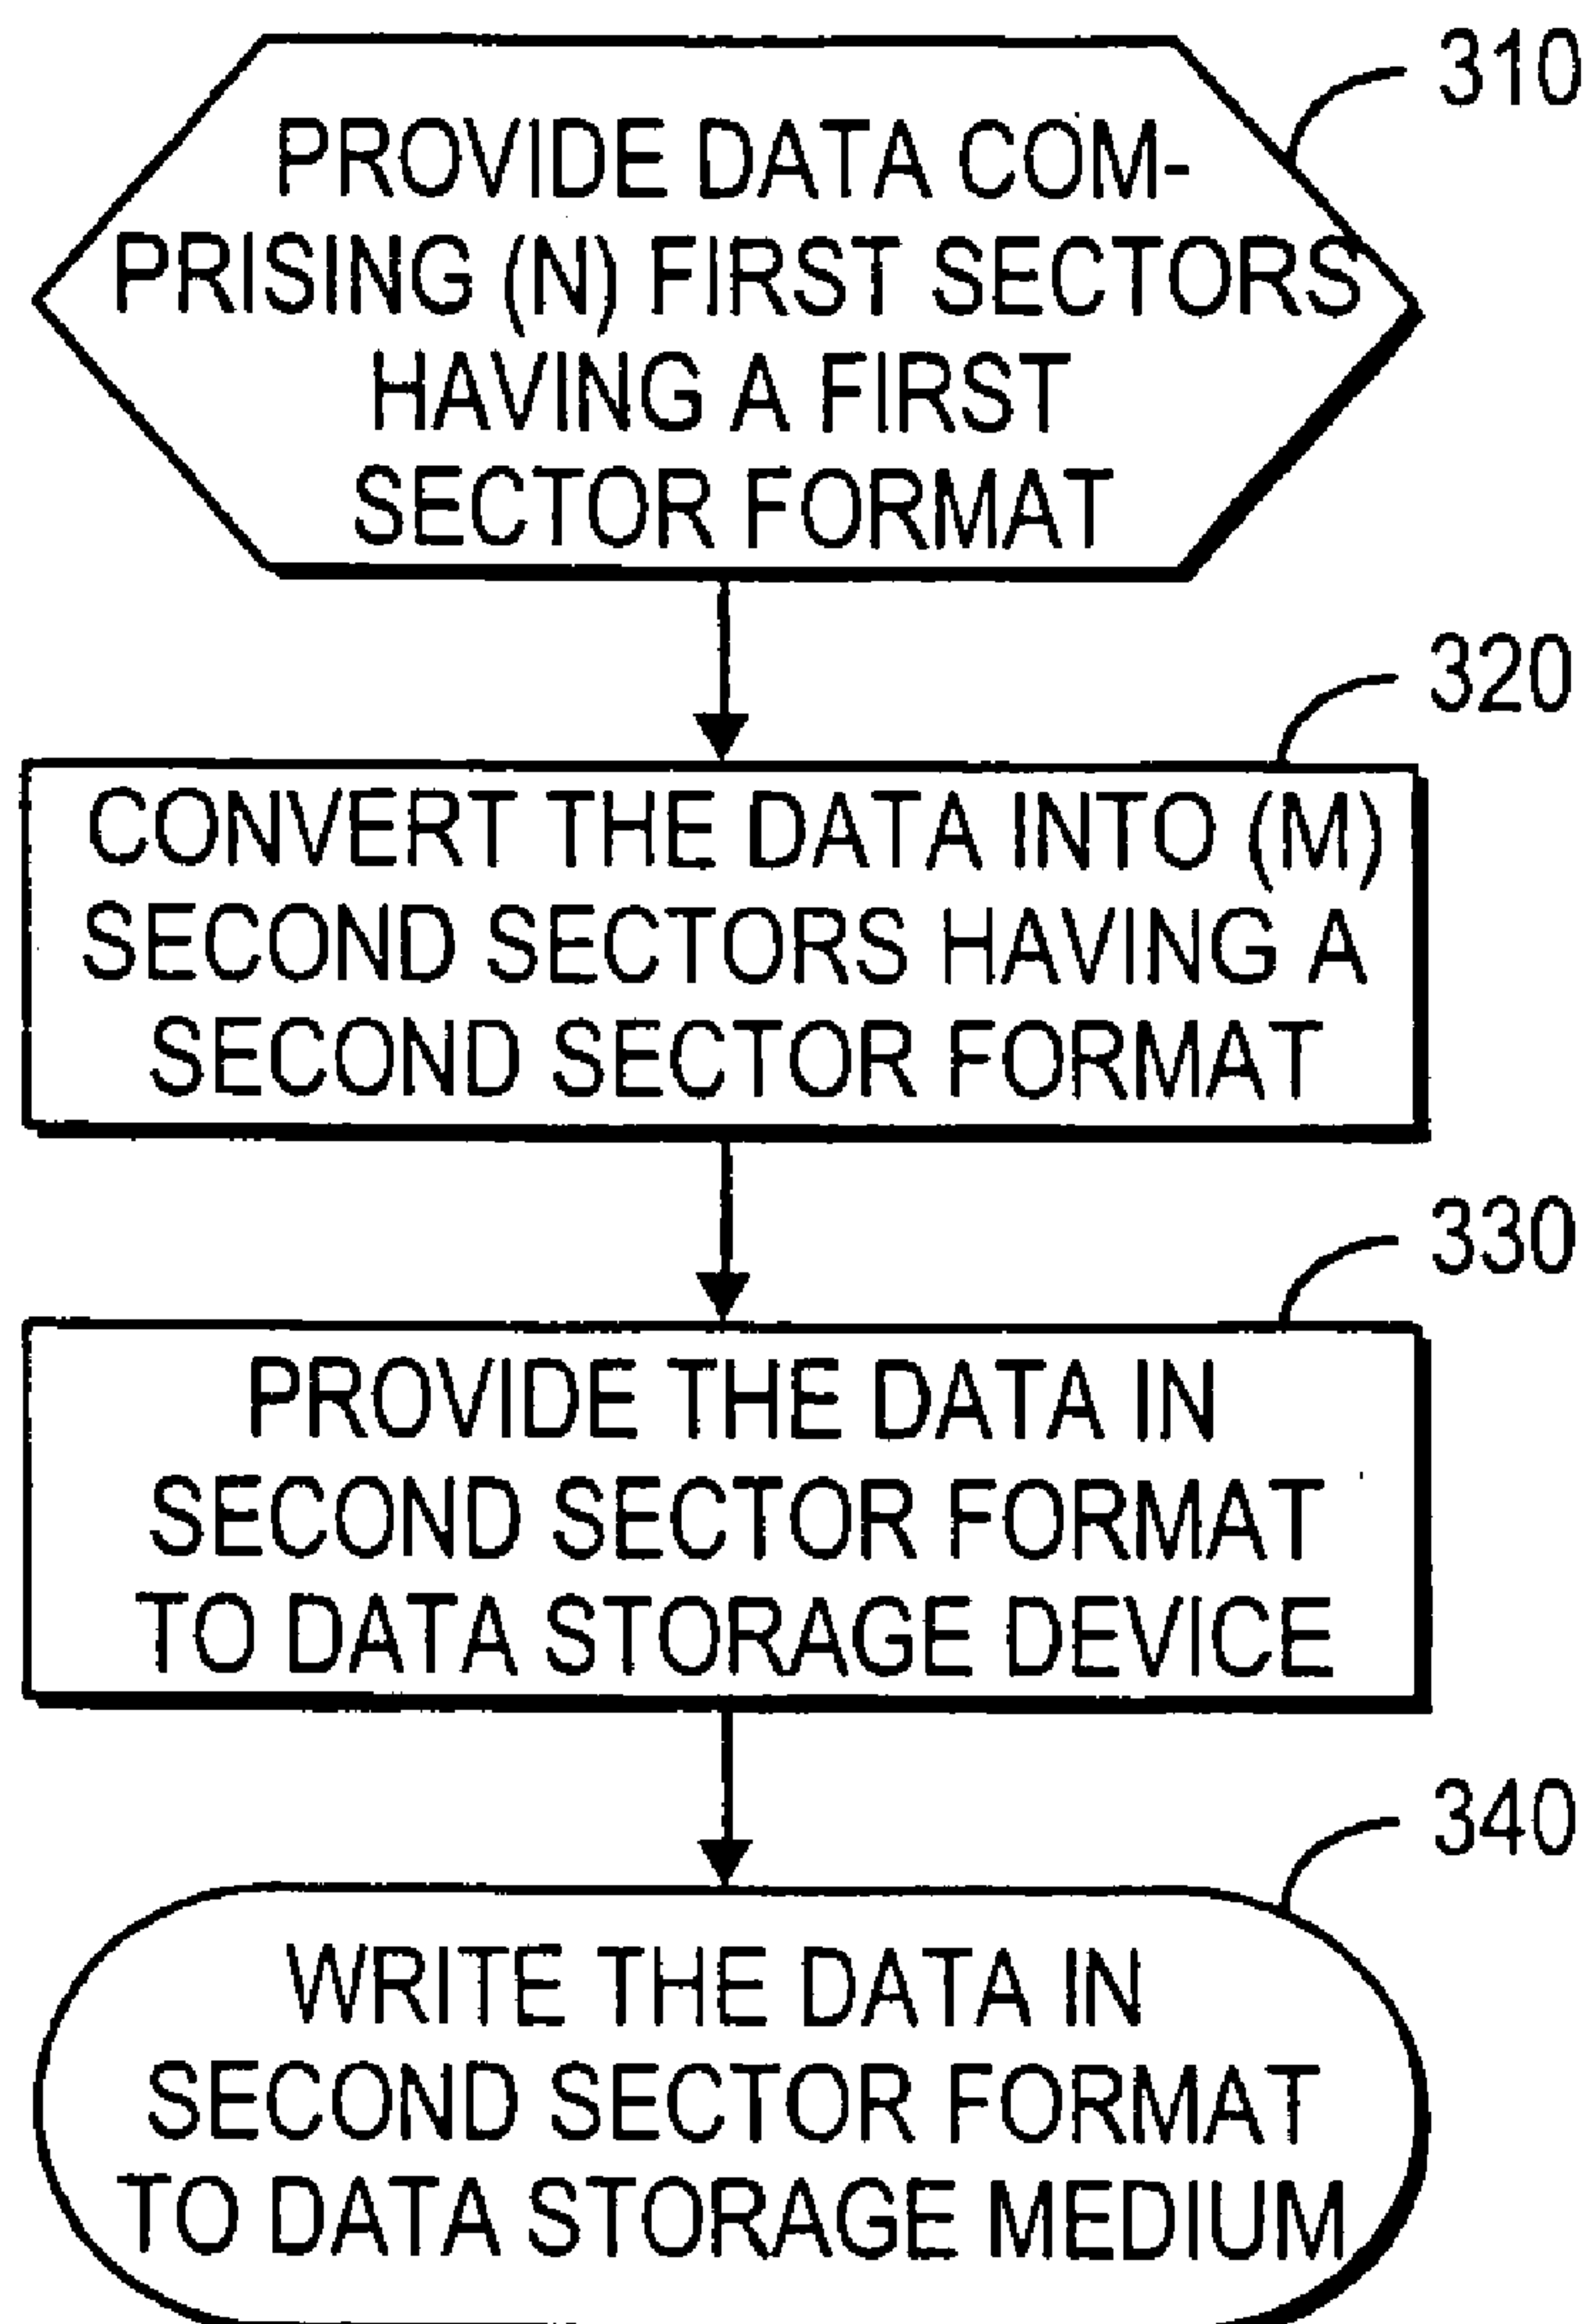 310
PROVIDE DATA COM-
PRISING (N) FIRST SECTORS
HAVING A FIRST
SECTOR FORMAT
320
CONVERT THE DATA INTO (M)
SECOND SECTORS HAVING A
SECOND SECTOR FORMAT
330
PROVIDE THE DATA IN
SECOND SECTOR FORMAT
TO DATA STORAGE DEVICE
340
WRITE THE DATA IN
SECOND SECTOR FORMAT
TO DATA STORAGE MEDIUM